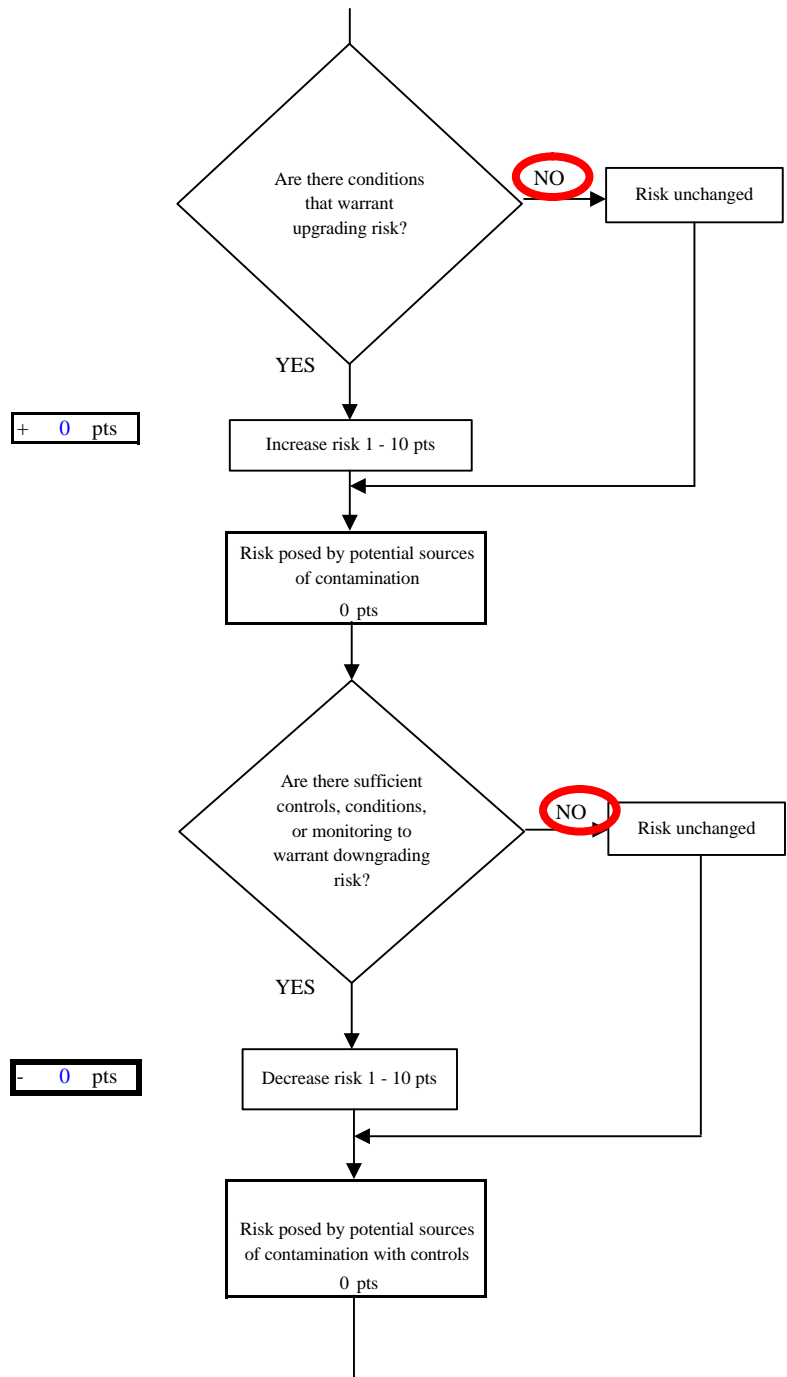 Are there conditions
that warrant
upgrading risk?
NO
Risk unchanged
YES
+ 0 pts
Increase risk 1 - 10 pts
Risk posed by potential sources
of contamination
0 pts
Are there sufficient
controls, conditions,
or monitoring to
warrant downgrading
risk?
NO
Risk unchanged
YES
- 0 pts
Decrease risk 1 - 10 pts
Risk posed by potential sources
of contamination with controls
0 pts